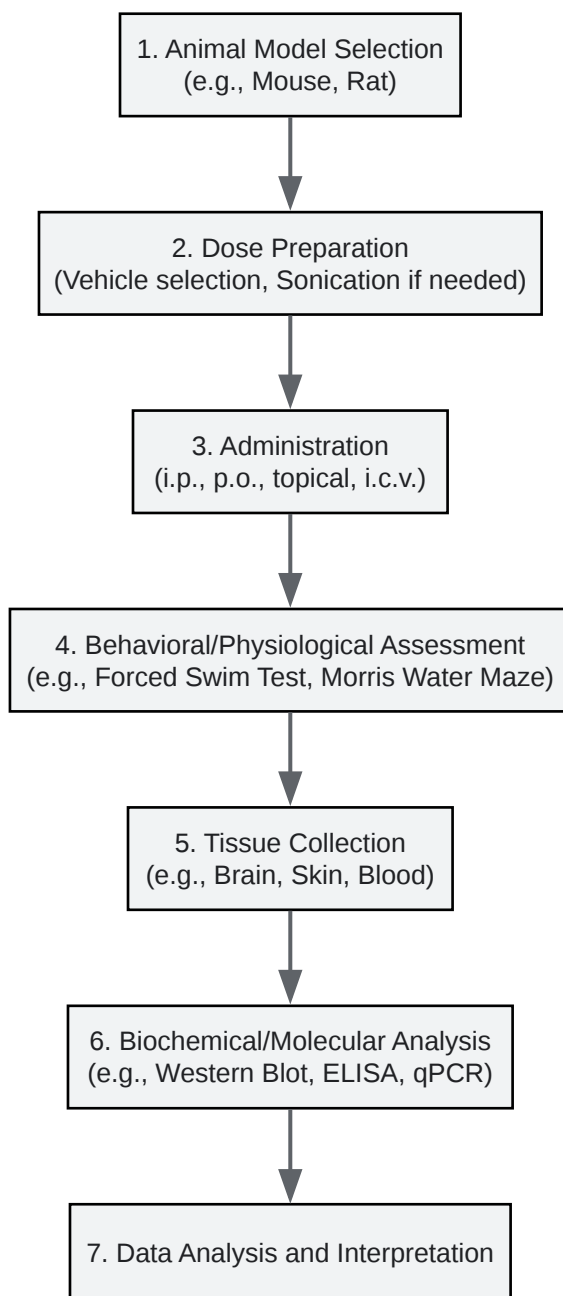 1. Animal Model Selection
(e.g., Mouse, Rat)
2. Dose Preparation
(Vehicle selection, Sonication if needed)
3. Administration
(i.p., p.o., topical, i.c.v.)
4. Behavioral/Physiological Assessment
(e.g., Forced Swim Test, Morris Water Maze)
5. Tissue Collection
(e.g., Brain, Skin, Blood)
6. Biochemical/Molecular Analysis
(e.g., Western Blot, ELISA, qPCR)
7. Data Analysis and Interpretation